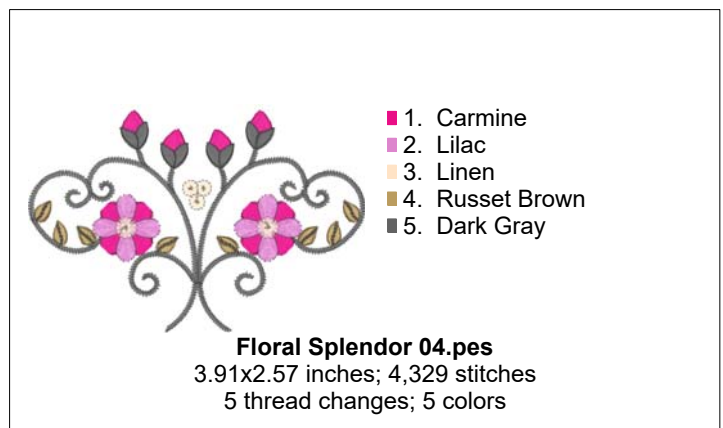 1. Carmine
2. Lilac
3. Linen
4. Russet Brown
5. Dark Gray
Floral Splendor 04.pes
3.91x2.57 inches; 4,329 stitches
5 thread changes; 5 colors